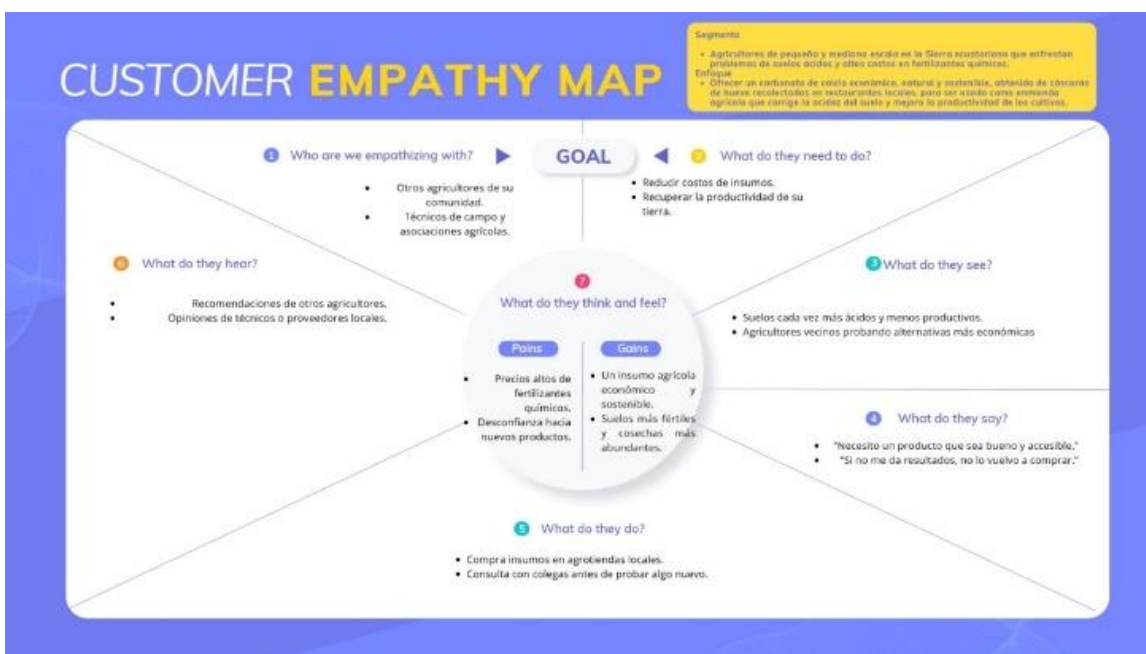 CUSTOMER EMPATHY MAP
Segmento
• Agricultores de pequeña y mediana escala en la Sierra ecuatoriana que enfrentan
problemas de suelos ácidos y altos costos en fertilizantes químicos.
Enfoque
• Ofrecer un carbonato de calcio económico, natural y sostenible, obtenido de cáscaras
de huevo recolectados en restaurantes locales, para ser usado como enmienda
agrícola que corrige la acidez del suelo y mejora la productividad de los cultivos.
1 Who are we empathizing with?
• Otros agricultores de su
comunidad.
• Técnicos de campo y
asociaciones agrícolas.
GOAL
2 What do they need to do?
• Reducir costos de insumos.
• Recuperar la productividad de su
tierra.
3 What do they see?
• Suelos cada vez más ácidos y menos productivos.
• Agricultores vecinos probando alternativas más económicas
4 What do they say?
• "Necesito un producto que sea bueno y accesible."
• "Si no me da resultados, no lo vuelvo a comprar."
5 What do they do?
• Compra insumos en agrotiendas locales.
• Consulta con colegas antes de probar algo nuevo.
6 What do they hear?
• Recomendaciones de otros agricultores.
• Opiniones de técnicos o proveedores locales.
7
What do they think and feel?
Pains
• Precios altos de
fertilizantes
químicos.
• Desconfianza hacia
nuevos productos.
Gains
• Un insumo agrícola
económico y
sostenible.
• Suelos más fértiles
y cosechas más
abundantes.